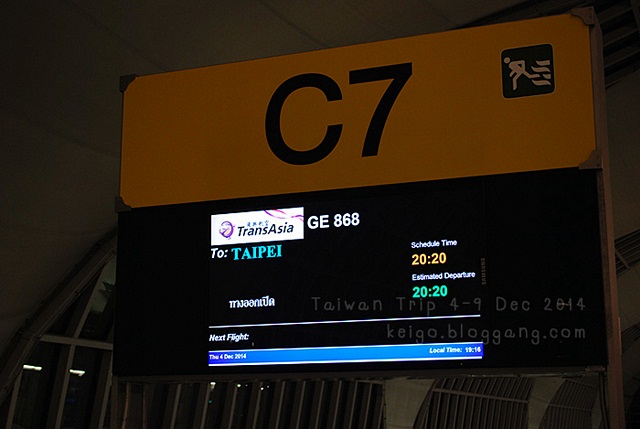 C7
復興航空
TransAsia GE 868
To: TAIPEI
Schedule Time
20:20
Estimated Departure
20:20
ทางออกเปิด
Next Flight:
Thu 4 Dec 2014 Local Time: 19:16
SAMSUNG
Taiwan Trip 4-9 Dec 2014
keigo.bloggang.com